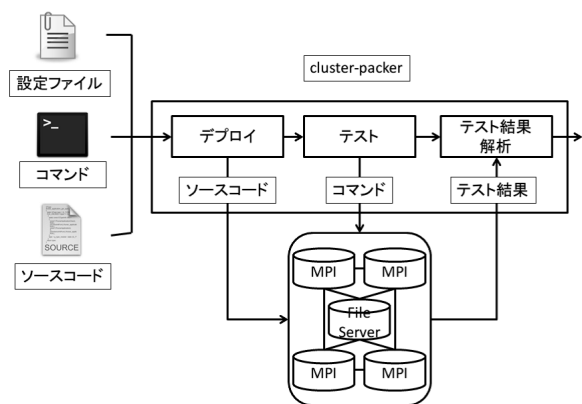 cluster-packer
設定ファイル
>_
コマンド
SOURCE
ソースコード
デプロイ
テスト
テスト結果
解析
ソースコード
コマンド
テスト結果
MPI
MPI
File
Server
MPI
MPI